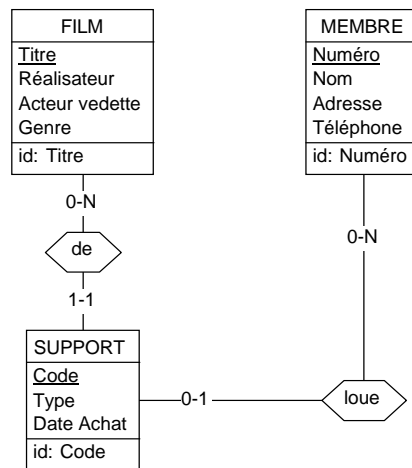 FILM
Titre
Réalisateur
Acteur vedette
Genre
id: Titre
MEMBRE
Numéro
Nom
Adresse
Téléphone
id: Numéro
0-N
de
1-1
0-N
SUPPORT
Code
Type
Date Achat
id: Code
0-1
loue